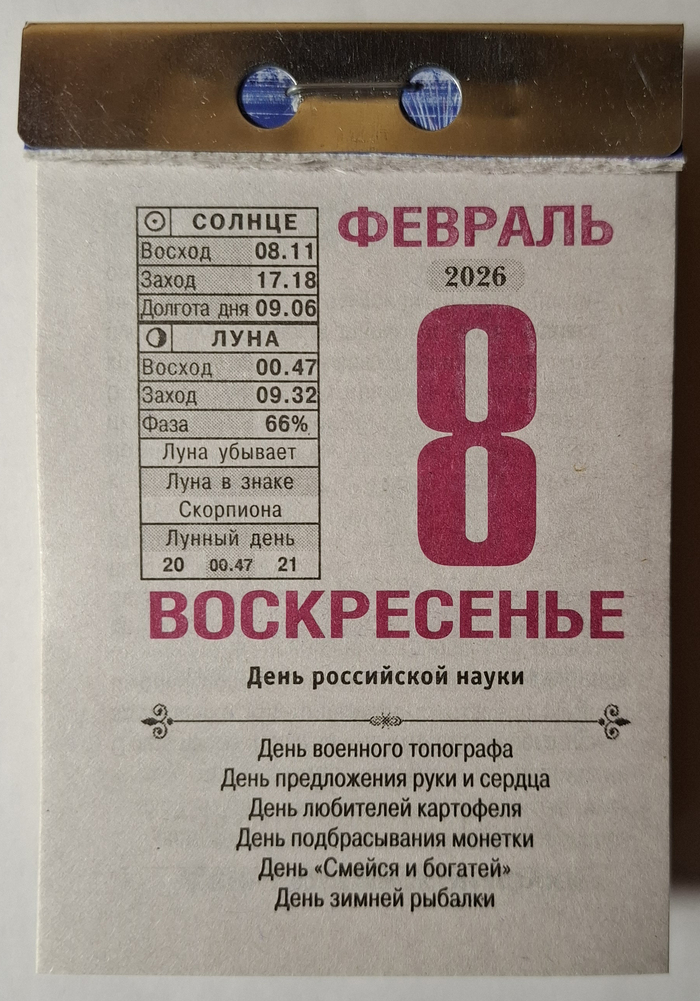 СОЛНЦЕ
Восход 08.11
Заход 17.18
Долгота дня 09.06
ЛУНА
Восход 00.47
Заход 09.32
Фаза 66%
Луна убывает
Луна в знаке
Скорпиона
Лунный день
20 00.47 21
ФЕВРАЛЬ
2026
8
ВОСКРЕСЕНЬЕ
День российской науки
День военного топографа
День предложения руки и сердца
День любителей картофеля
День подбрасывания монетки
День «Смейся и богатей»
День зимней рыбалки